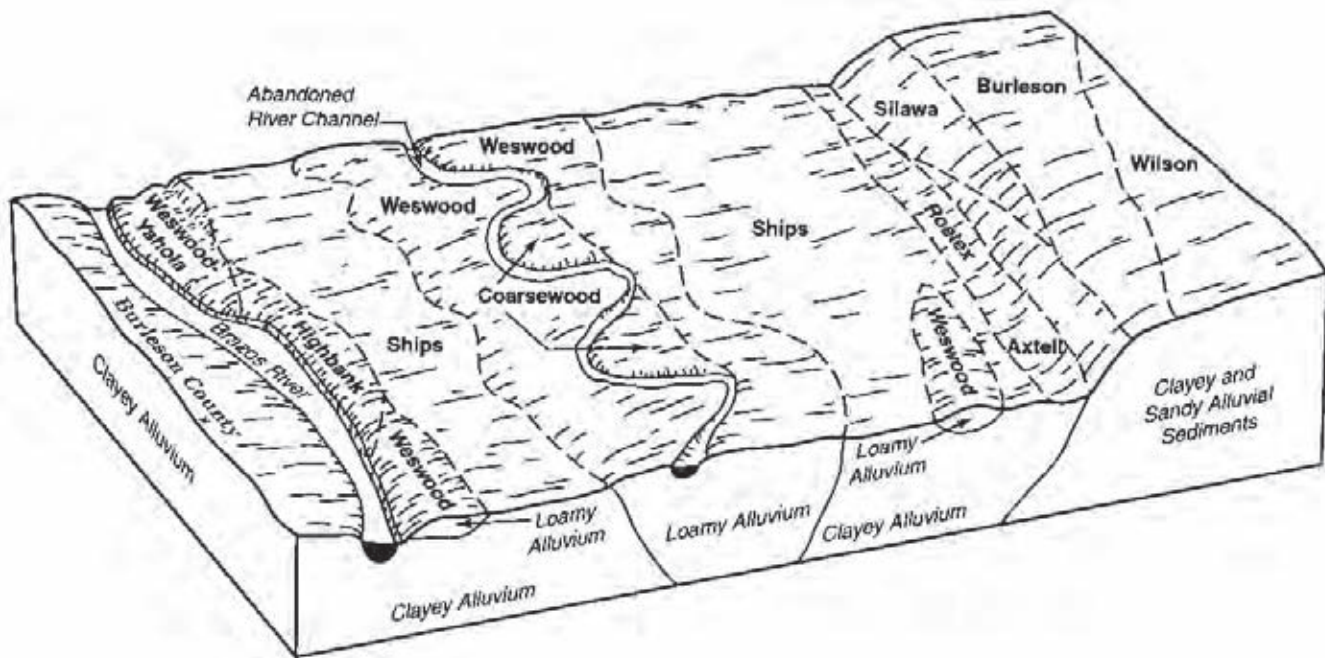 Abandoned
River Channel
Weswood
Silawa
Burleson
Wilson
Weswood
Yahola
Weswood
Ships
Roetex
Coarsewood
Burleson County
Brazos River
Highbank
Ships
Weswood
Axtell
Clayey Alluvium
Weswood
Loamy
Alluvium
Loamy Alluvium
Loamy
Alluvium
Clayey Alluvium
Clayey and
Sandy Alluvial
Sediments
Clayey Alluvium